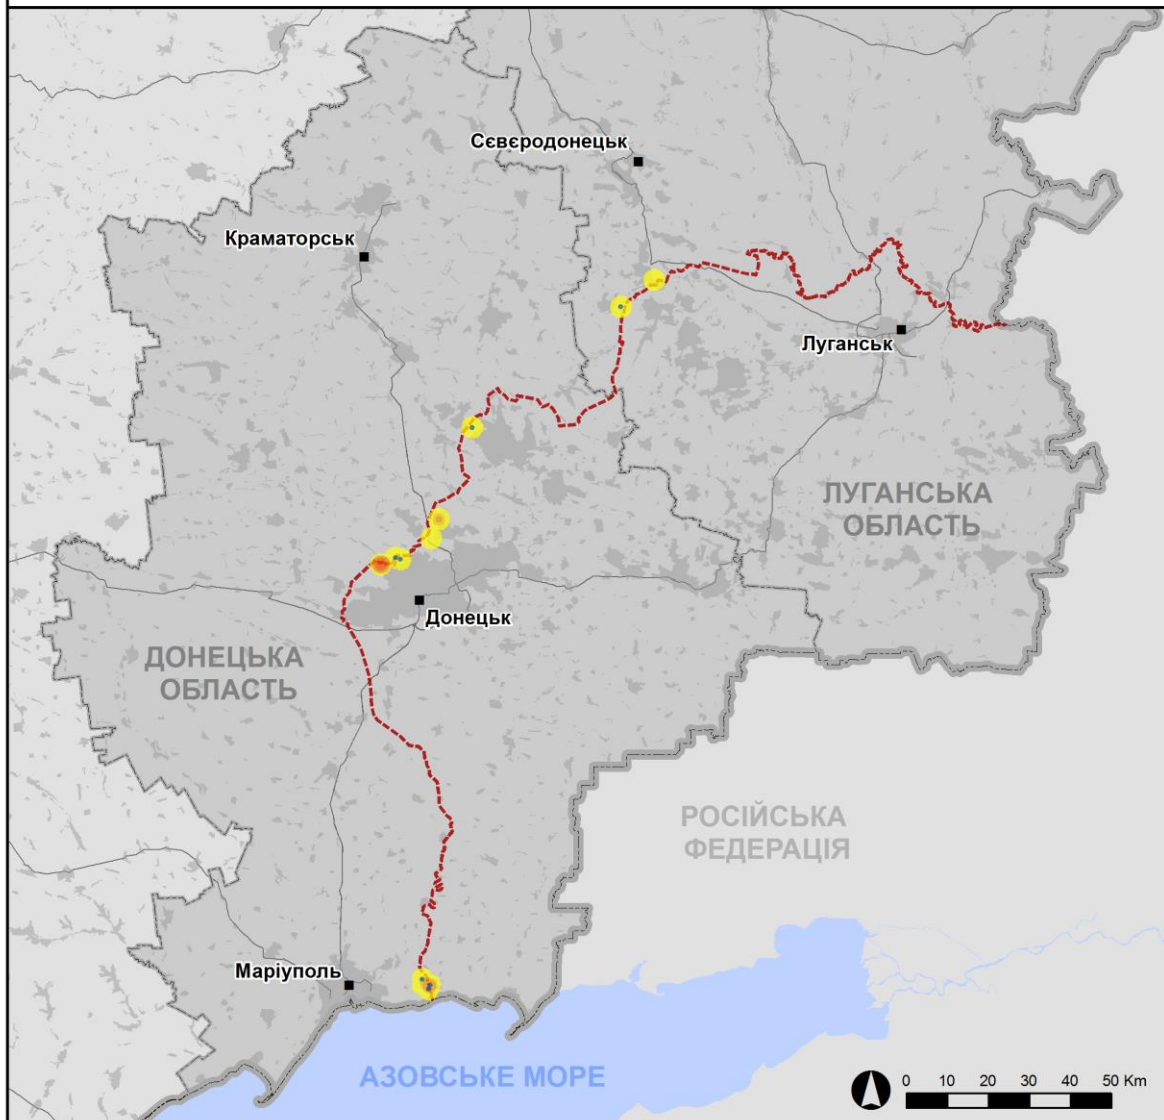 Сєвєродонецьк
Краматорськ
Луганськ
ЛУГАНСЬКА
ОБЛАСТЬ
Донецьк
ДОНЕЦЬКА
ОБЛАСТЬ
РОСІЙСЬКА
ФЕДЕРАЦІЯ
Маріуполь
АЗОВСЬКЕ МОРЕ
0 10 20 30 40 50 Km